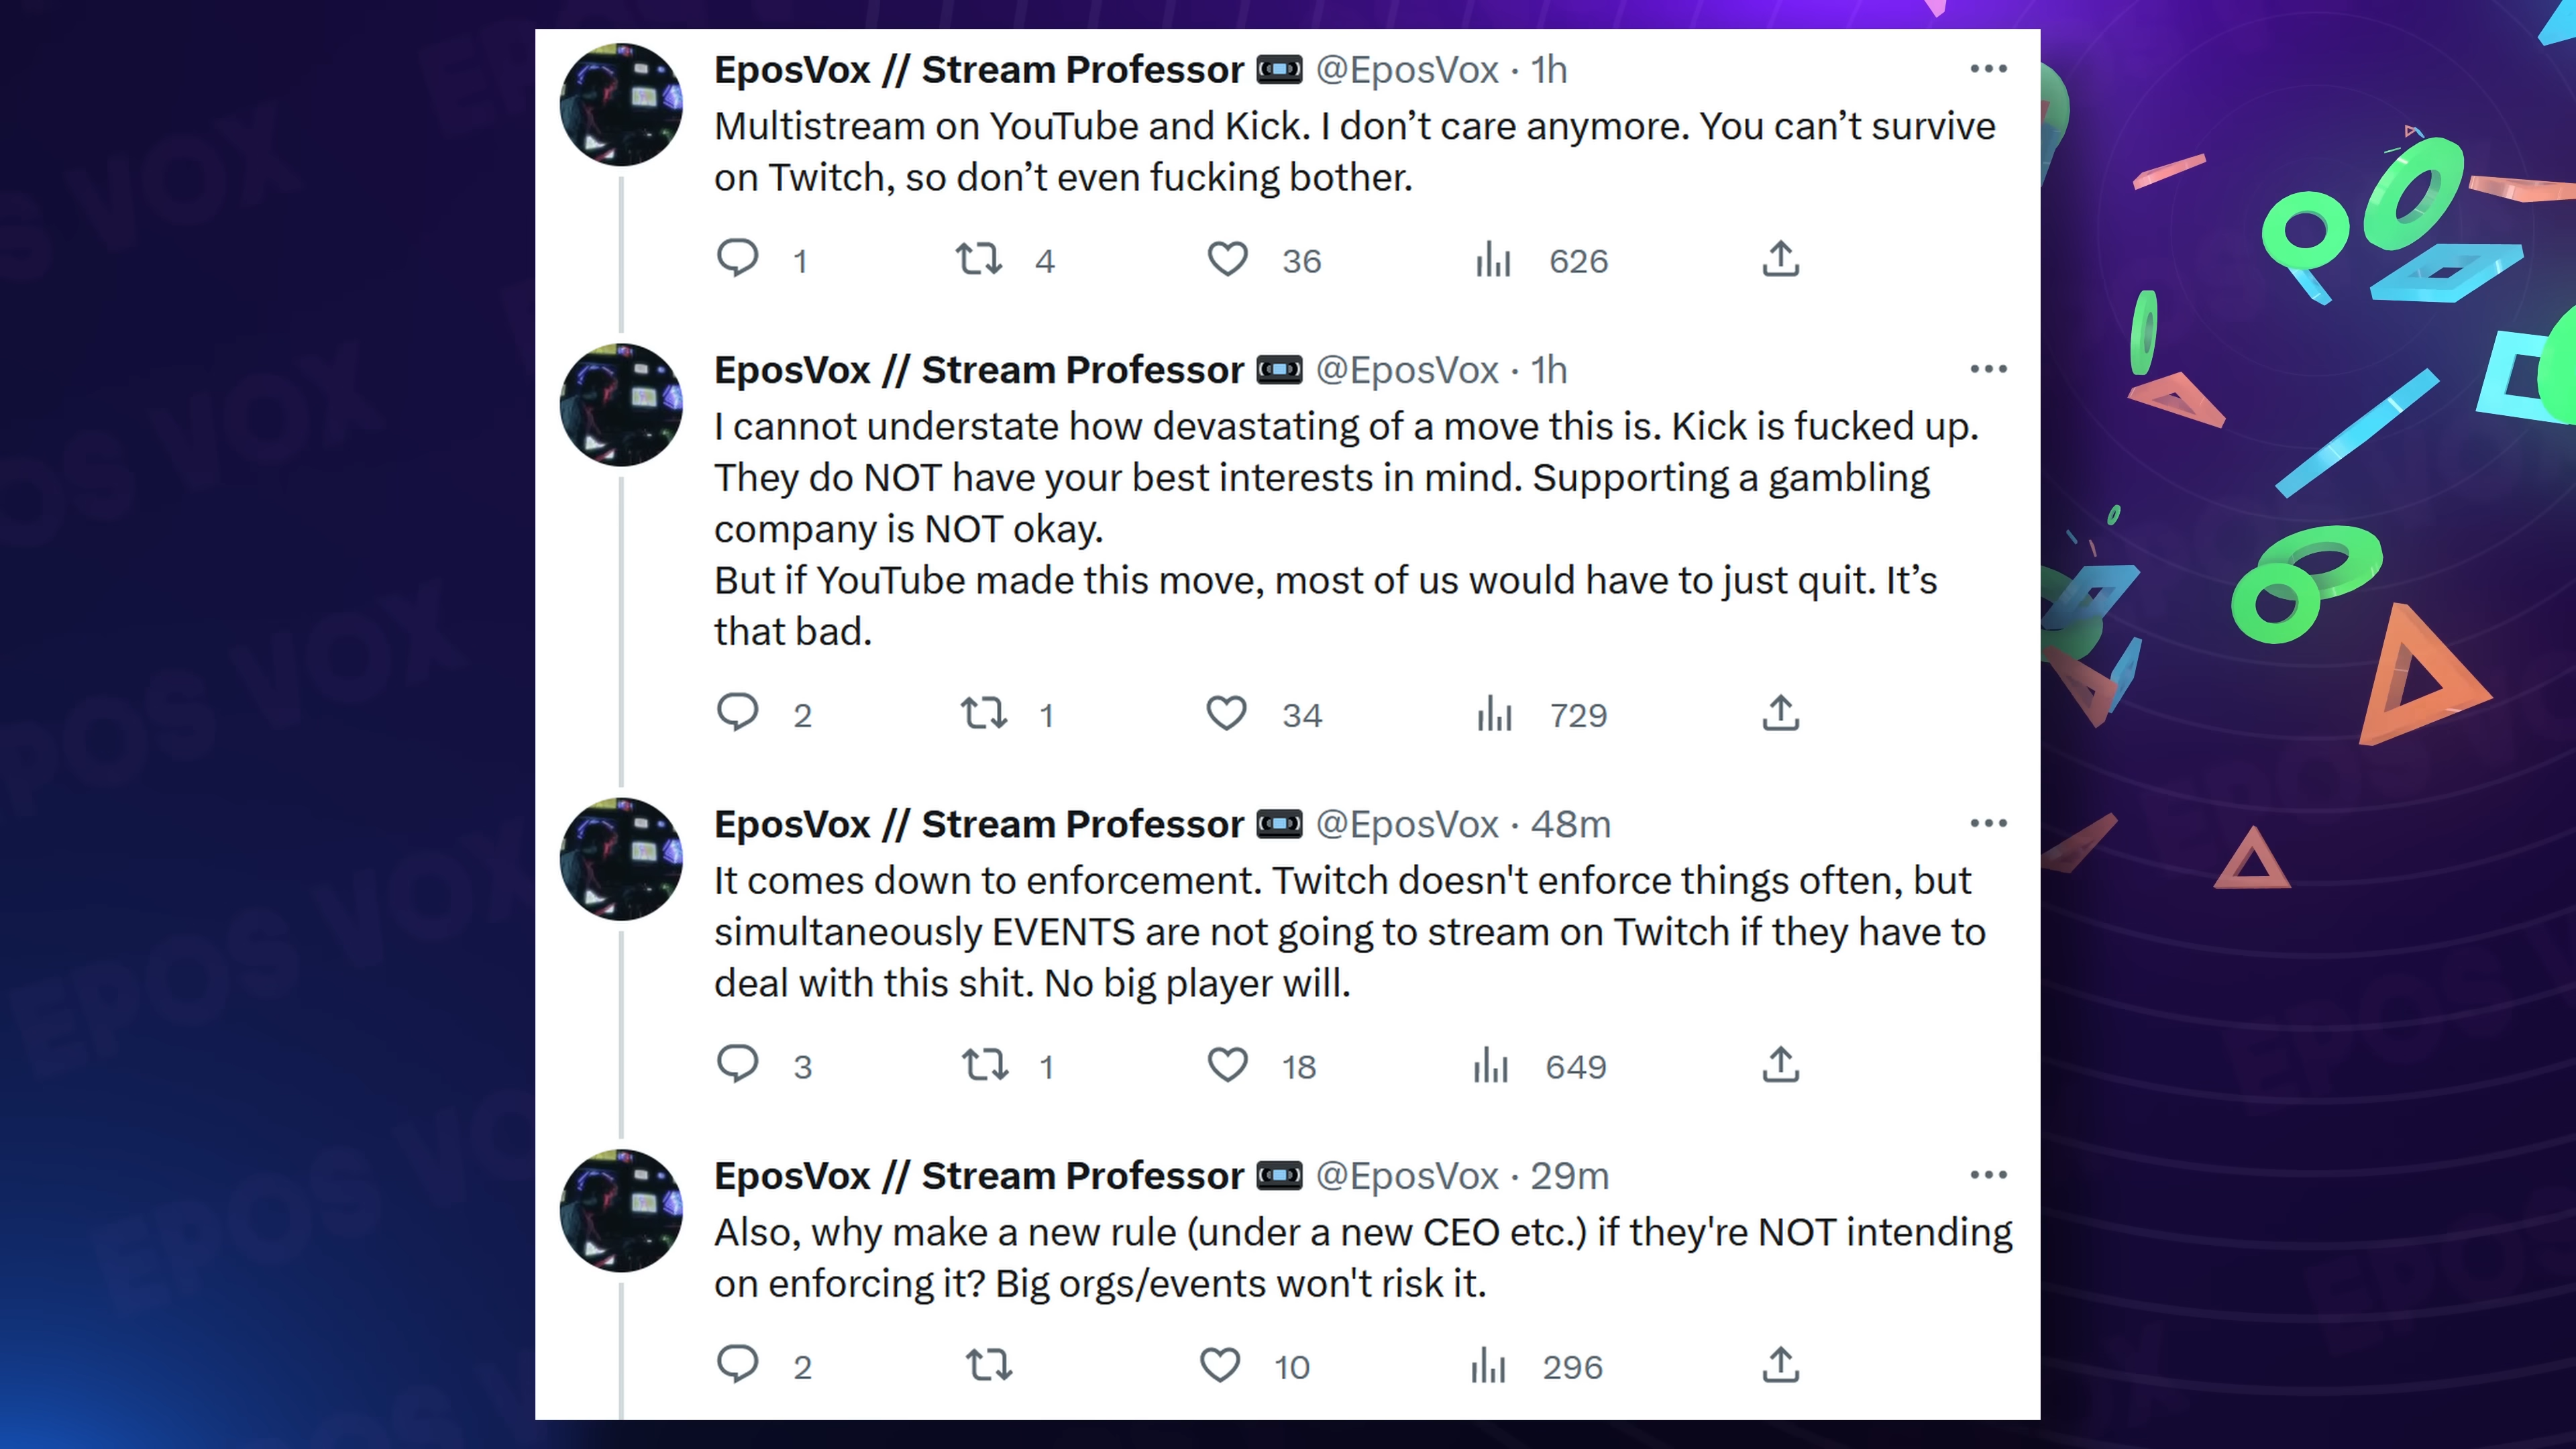 EposVox // Stream Professor @EposVox · 1h
Multistream on YouTube and Kick. I don’t care anymore. You can’t survive
on Twitch, so don’t even fucking bother.
1 4 36 626
EposVox // Stream Professor @EposVox · 1h
I cannot understate how devastating of a move this is. Kick is fucked up.
They do NOT have your best interests in mind. Supporting a gambling
company is NOT okay.
But if YouTube made this move, most of us would have to just quit. It’s
that bad.
2 1 34 729
EposVox // Stream Professor @EposVox · 48m
It comes down to enforcement. Twitch doesn't enforce things often, but
simultaneously EVENTS are not going to stream on Twitch if they have to
deal with this shit. No big player will.
3 1 18 649
EposVox // Stream Professor @EposVox · 29m
Also, why make a new rule (under a new CEO etc.) if they're NOT intending
on enforcing it? Big orgs/events won't risk it.
2 10 296